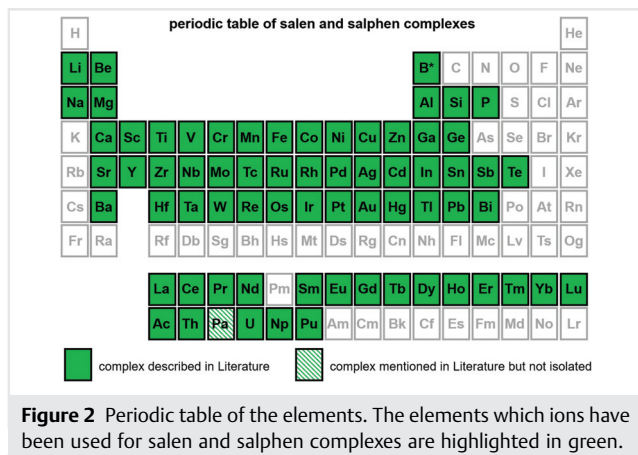 periodic table of salen and salphen complexes
H He
Li Be B* C N O F Ne
Na Mg Al Si P S Cl Ar
K Ca Sc Ti V Cr Mn Fe Co Ni Cu Zn Ga Ge As Se Br Kr
Rb Sr Y Zr Nb Mo Tc Ru Rh Pd Ag Cd In Sn Sb Te I Xe
Cs Ba Hf Ta W Re Os Ir Pt Au Hg Tl Pb Bi Po At Rn
Fr Ra Rf Db Sg Bh Hs Mt Ds Rg Cn Nh Fl Mc Lv Ts Og
La Ce Pr Nd Pm Sm Eu Gd Tb Dy Ho Er Tm Yb Lu
Ac Th Pa U Np Pu Am Cm Bk Cf Es Fm Md No Lr
complex described in Literature complex mentioned in Literature but not isolated
Figure 2 Periodic table of the elements. The elements which ions have
been used for salen and salphen complexes are highlighted in green.